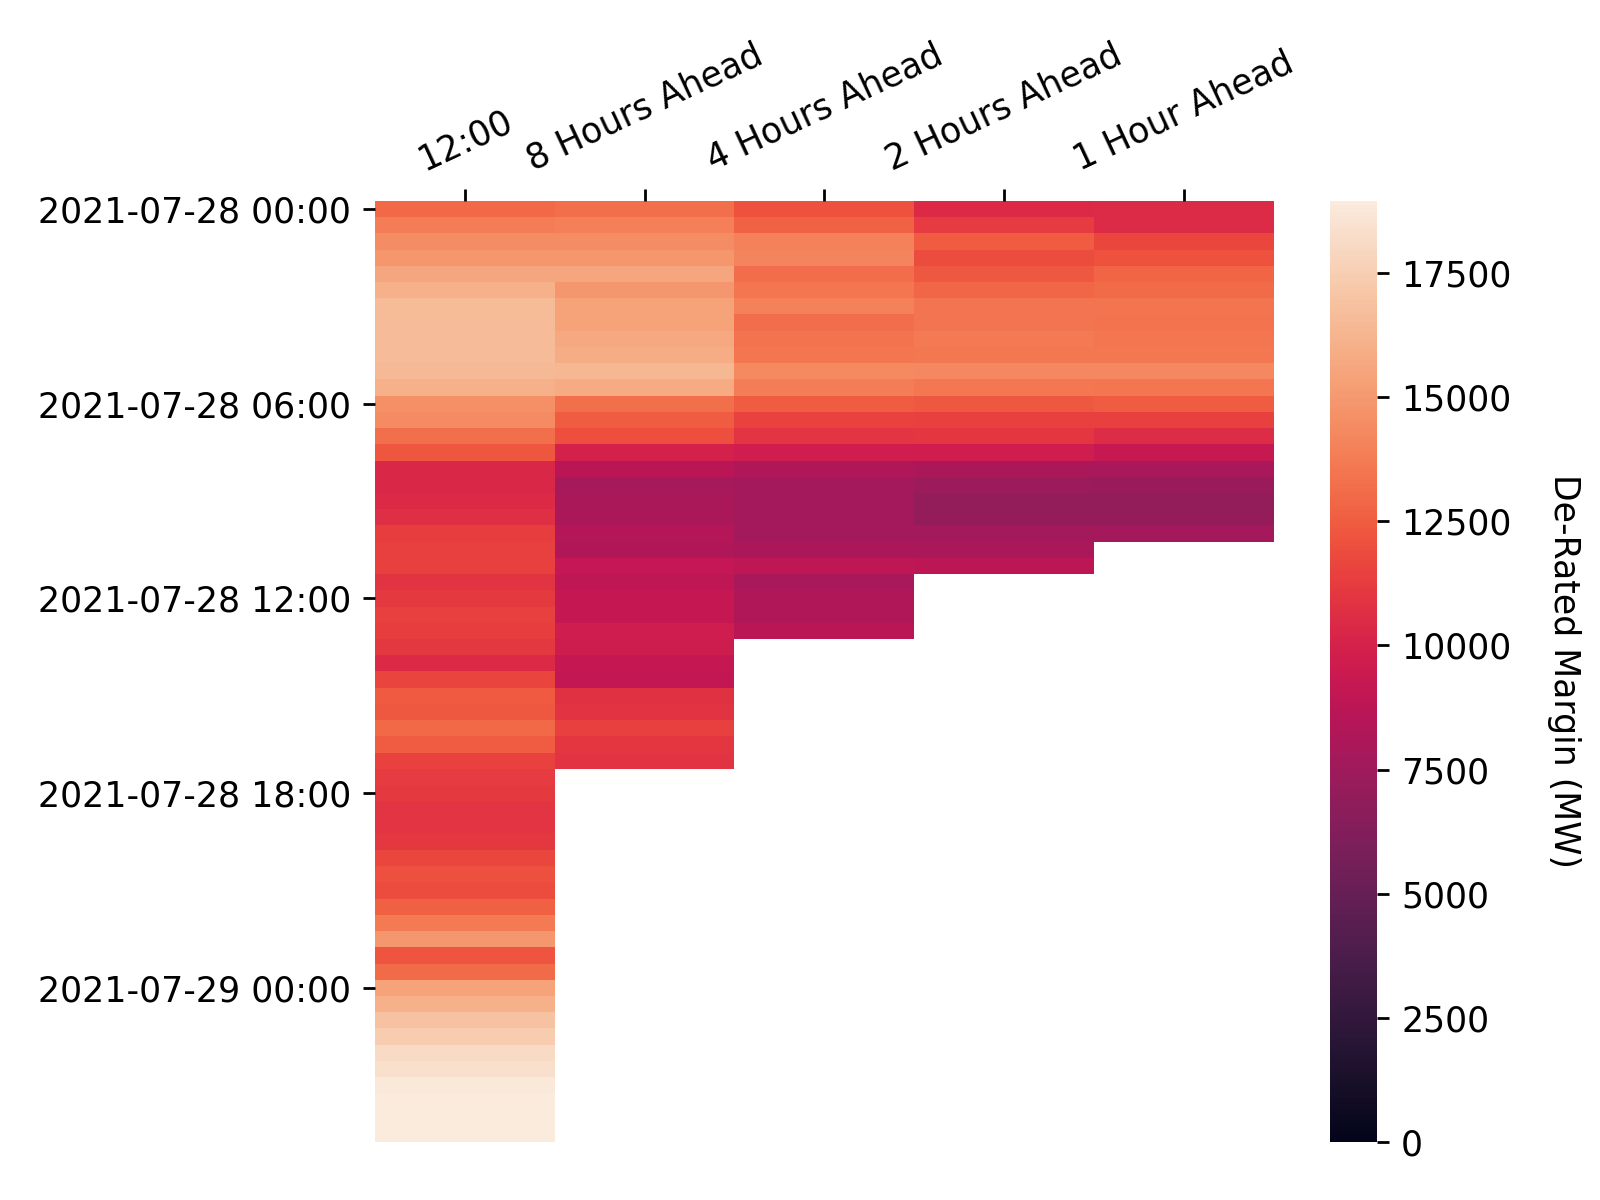 12:00
8 Hours Ahead
4 Hours Ahead
2 Hours Ahead
1 Hour Ahead
2021-07-28 00:00
2021-07-28 06:00
2021-07-28 12:00
2021-07-28 18:00
2021-07-29 00:00
17500
15000
12500
10000
7500
5000
2500
0
De-Rated Margin (MW)